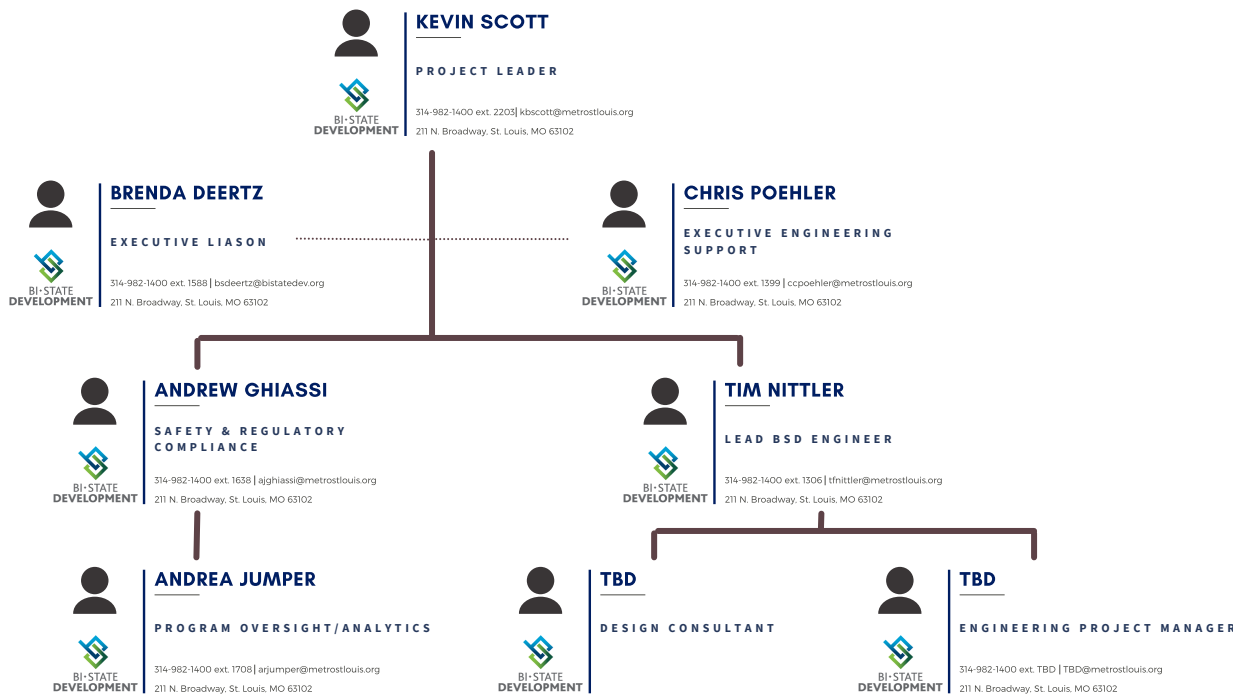 KEVIN SCOTT
PROJECT LEADER
314-982-1400 ext. 2203| kbscott@metrostlouis.org
211 N. Broadway, St. Louis, MO 63102
BI·STATE
DEVELOPMENT
BRENDA DEERTZ
EXECUTIVE LIASON
314-982-1400 ext. 1588 | bsdeertz@bistatedev.org
211 N. Broadway, St. Louis, MO 63102
BI·STATE
DEVELOPMENT
CHRIS POEHLER
EXECUTIVE ENGINEERING
SUPPORT
314-982-1400 ext. 1399 | ccpoehler@metrostlouis.org
211 N. Broadway, St. Louis, MO 63102
BI·STATE
DEVELOPMENT
ANDREW GHIASSI
SAFETY & REGULATORY
COMPLIANCE
314-982-1400 ext. 1638 | ajghiassi@metrostlouis.org
211 N. Broadway, St. Louis, MO 63102
BI·STATE
DEVELOPMENT
TIM NITTLER
LEAD BSD ENGINEER
314-982-1400 ext. 1306 | tfnittler@metrostlouis.org
211 N. Broadway, St. Louis, MO 63102
BI·STATE
DEVELOPMENT
ANDREA JUMPER
PROGRAM OVERSIGHT/ANALYTICS
314-982-1400 ext. 1708| arjumper@metrostlouis.org
211 N. Broadway, St. Louis, MO 63102
BI·STATE
DEVELOPMENT
TBD
DESIGN CONSULTANT
BI·STATE
DEVELOPMENT
TBD
ENGINEERING PROJECT MANAGER
314-982-1400 ext. TBD | TBD@metrostlouis.org
211 N. Broadway, St. Louis, MO 63102
BI·STATE
DEVELOPMENT